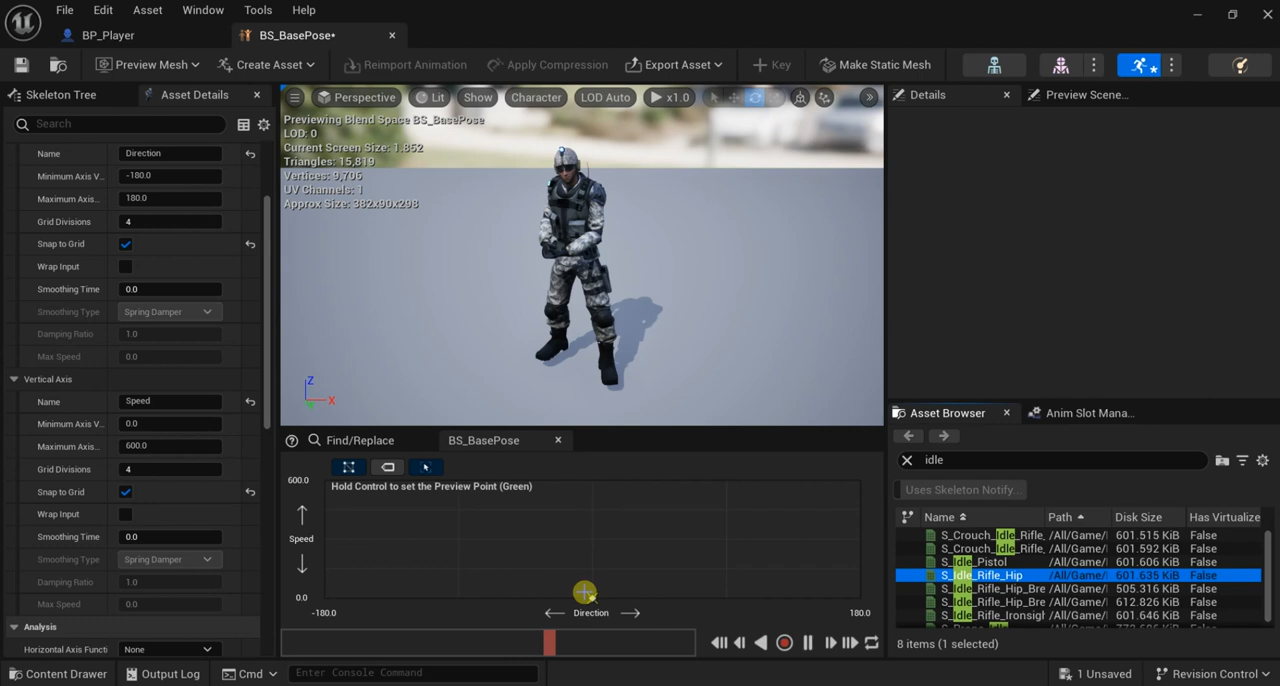 File Edit Asset Window Tools Help
BP_Player
BS_BasePose*
Preview Mesh
Create Asset
Reimport Animation
Apply Compression
Export Asset
Key
Make Static Mesh
Skeleton Tree
Asset Details
Search
Name Direction
Minimum Axis V... -180.0
Maximum Axis... 180.0
Grid Divisions 4
Snap to Grid
Wrap Input
Smoothing Time 0.0
Smoothing Type Spring Damper
Damping Ratio 1.0
Max Speed 0.0
Vertical Axis
Name Speed
Minimum Axis V... 0.0
Maximum Axis... 600.0
Grid Divisions 4
Snap to Grid
Wrap Input
Smoothing Time 0.0
Smoothing Type Spring Damper
Damping Ratio 1.0
Max Speed 0.0
Analysis
Horizontal Axis Functi None
Perspective Lit Show Character LOD Auto x1.0
Previewing Blend Space BS_BasePose
LOD: 0
Current Screen Size: 1.852
Triangles: 15,819
Vertices: 9,706
UV Channels: 1
Approx Size: 382x90x298
Z
X
Find/Replace
BS_BasePose
600.0
Hold Control to set the Preview Point (Green)
Speed
0.0
-180.0
Direction
180.0
Details
Preview Scene...
Asset Browser
Anim Slot Mana...
idle
Uses Skeleton Notify...
Name Path Disk Size Has Virtualize
S_Crouch_Idle_Rifle_ /All/Game/ 601.515 KiB False
S_Crouch_Idle_Rifle_ /All/Game/ 601.592 KiB False
S_Idle_Pistol /All/Game/ 601.606 KiB False
S_Idle_Rifle_Hip /All/Game/ 601.635 KiB False
S_Idle_Rifle_Hip_Bre /All/Game/ 505.316 KiB False
S_Idle_Rifle_Hip_Bre /All/Game/ 612.826 KiB False
S_Idle_Rifle_Ironsigh /All/Game/ 601.646 KiB False
8 items (1 selected)
Content Drawer
Output Log
Cmd
Enter Console Command
1 Unsaved
Revision Control